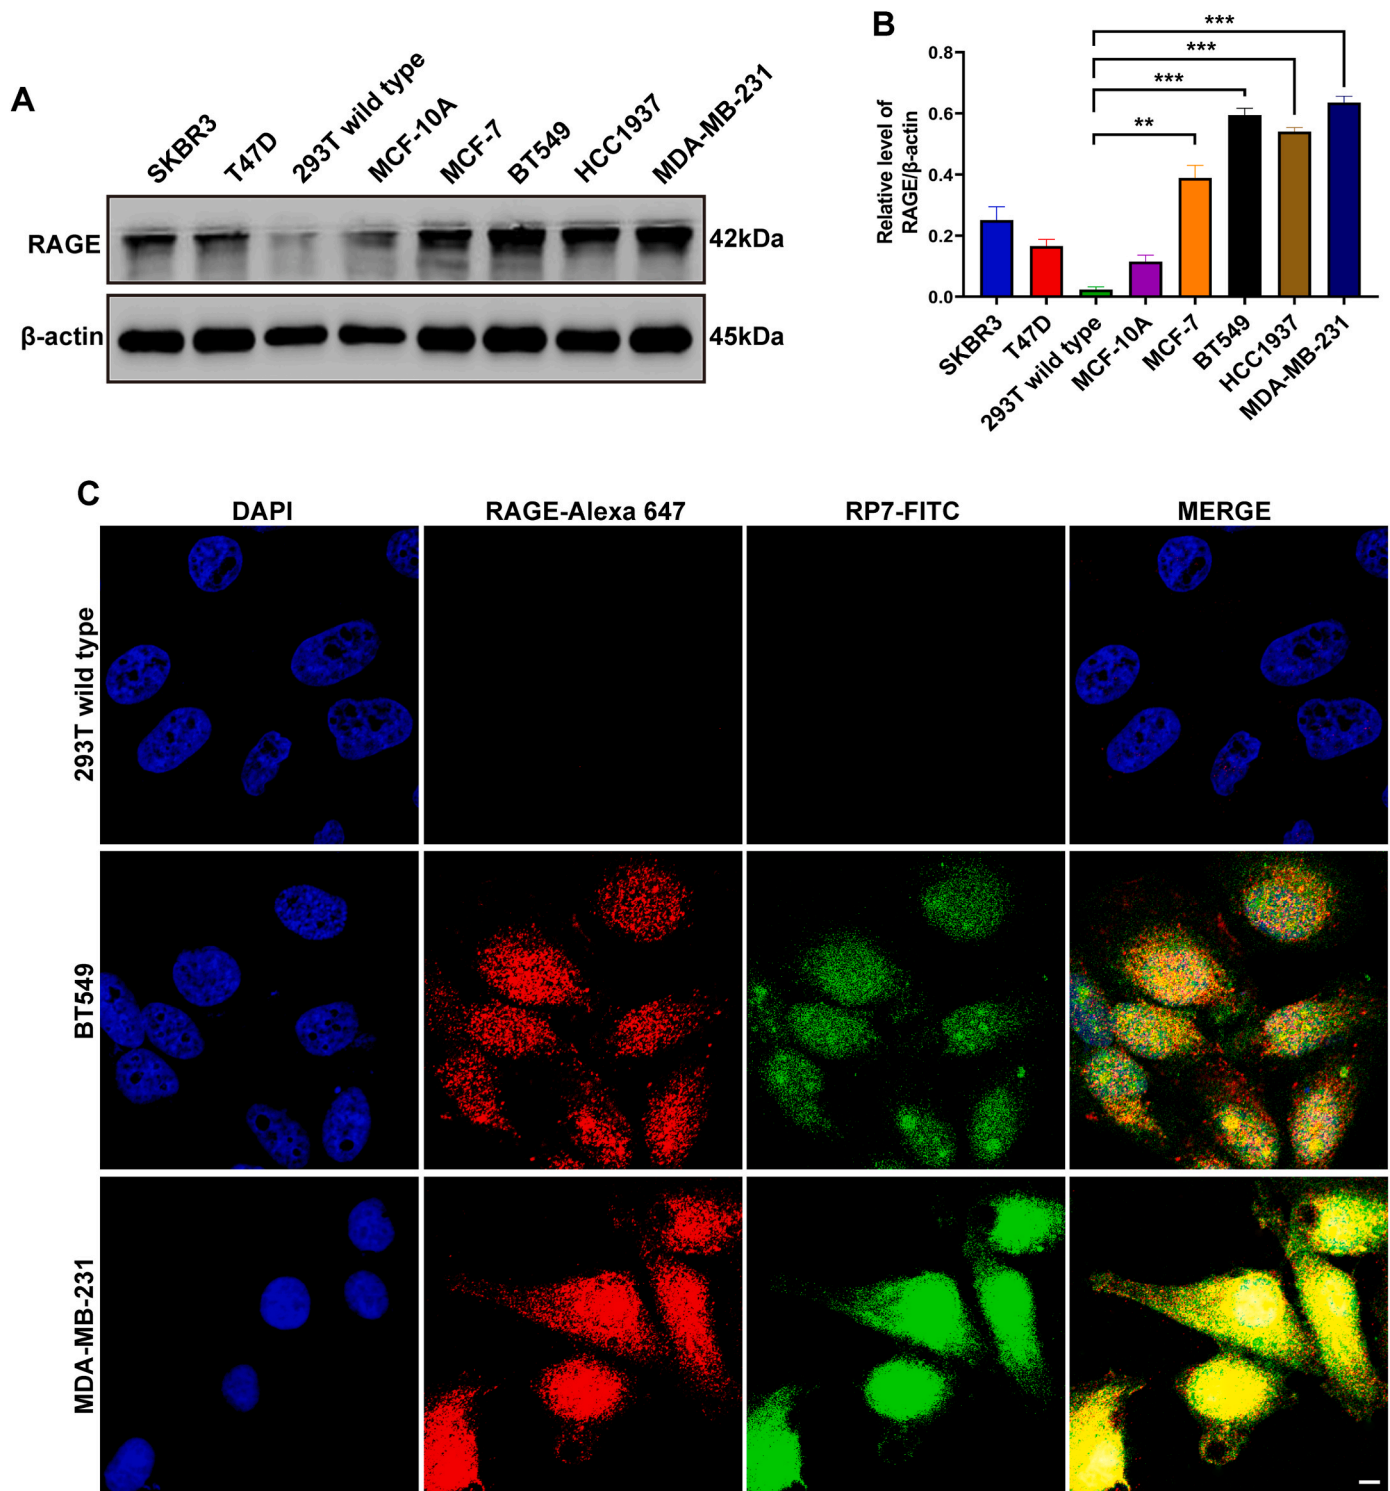 A
SKBR3
T47D
293T wild type
MCF-10A
MCF-7
BT549
HCC1937
MDA-MB-231
RAGE
42kDa
β-actin
45kDa
B
Relative level of
RAGE/β-actin
0.8
0.6
0.4
0.2
0.0
***
***
***
**
SKBR3
T47D
293T wild type
MCF-10A
MCF-7
BT549
HCC1937
MDA-MB-231
C
DAPI
RAGE-Alexa 647
RP7-FITC
MERGE
293T wild type
BT549
MDA-MB-231